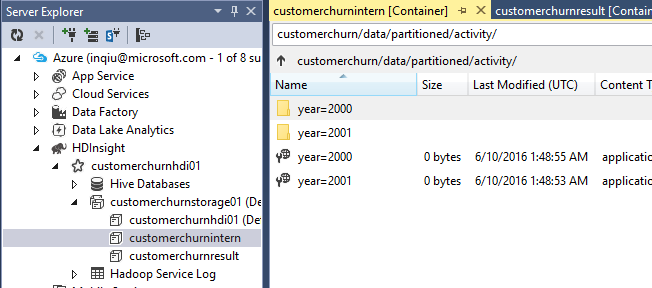 Server Explorer
Azure (inqiu@microsoft.com - 1 of 8 su
App Service
Cloud Services
Data Factory
Data Lake Analytics
HDInsight
customerchurnhdi01
Hive Databases
customerchurnstorage01 (De
customerchurnhdi01 (De
customerchurnintern
customerchurnresult
Hadoop Service Log
customerchurnintern [Container]
customerchurnresult [Contain
customerchurn/data/partitioned/activity/
customerchurn/data/partitioned/activity/
Name Size Last Modified (UTC) Content T
year=2000
year=2001
year=2000 0 bytes 6/10/2016 1:48:55 AM applicatio
year=2001 0 bytes 6/10/2016 1:48:53 AM applicatio